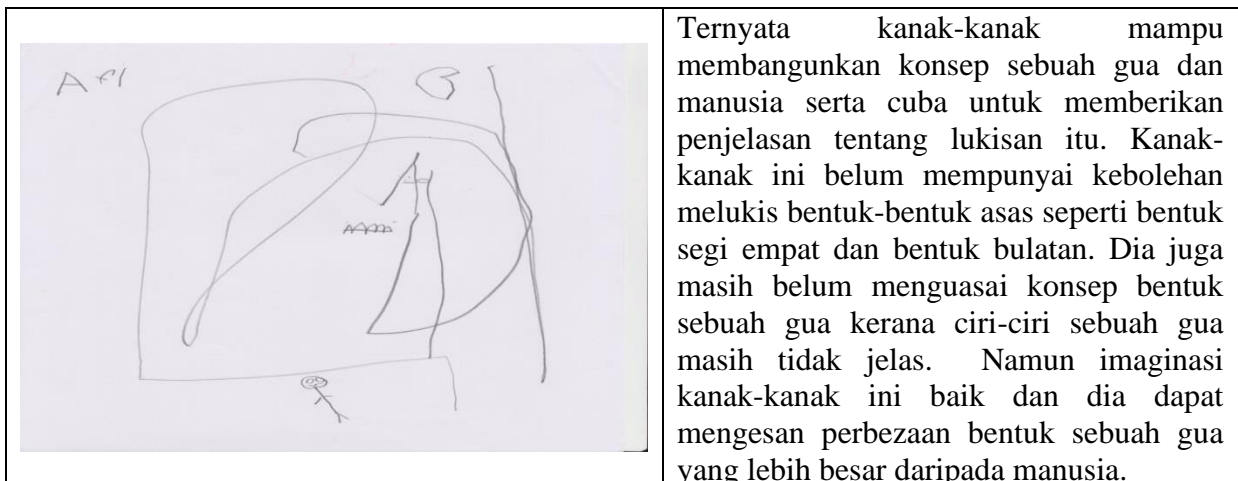 Ternyata kanak-kanak mampu
membangunkan konsep sebuah gua dan
manusia serta cuba untuk memberikan
penjelasan tentang lukisan itu. Kanak-
kanak ini belum mempunyai kebolehan
melukis bentuk-bentuk asas seperti bentuk
segi empat dan bentuk bulatan. Dia juga
masih belum menguasai konsep bentuk
sebuah gua kerana ciri-ciri sebuah gua
masih tidak jelas. Namun imaginasi
kanak-kanak ini baik dan dia dapat
mengesan perbezaan bentuk sebuah gua
yang lebih besar daripada manusia.